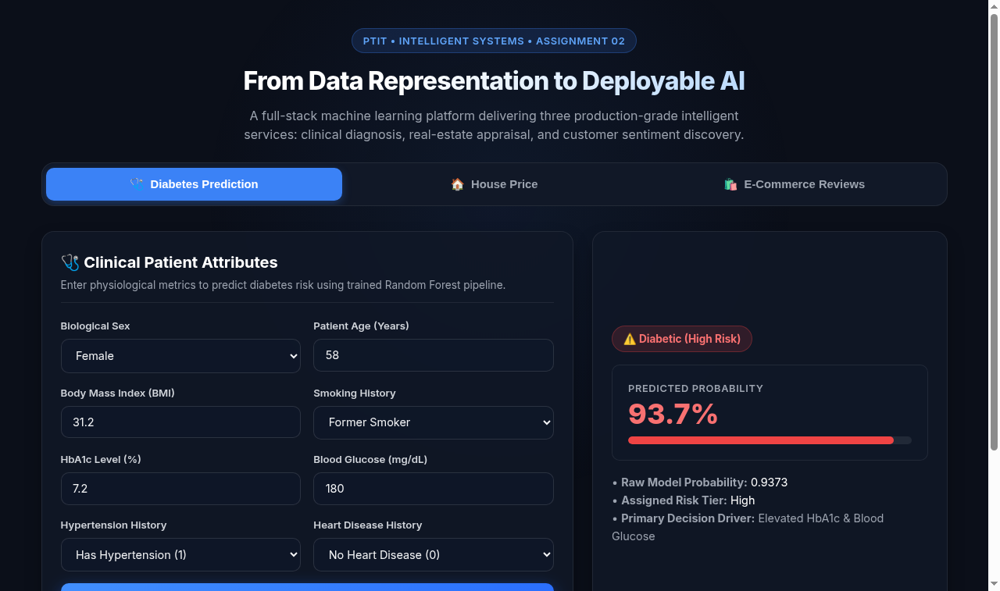 PTIT • INTELLIGENT SYSTEMS • ASSIGNMENT 02
From Data Representation to Deployable AI
A full-stack machine learning platform delivering three production-grade intelligent
services: clinical diagnosis, real-estate appraisal, and customer sentiment discovery.
🩺 Diabetes Prediction
🏠 House Price
🛍️ E-Commerce Reviews
🩺 Clinical Patient Attributes
Enter physiological metrics to predict diabetes risk using trained Random Forest pipeline.
Biological Sex
Female
Patient Age (Years)
58
Body Mass Index (BMI)
31.2
Smoking History
Former Smoker
HbA1c Level (%)
7.2
Blood Glucose (mg/dL)
180
Hypertension History
Has Hypertension (1)
Heart Disease History
No Heart Disease (0)
⚠️ Diabetic (High Risk)
PREDICTED PROBABILITY
93.7%
• Raw Model Probability: 0.9373
• Assigned Risk Tier: High
• Primary Decision Driver: Elevated HbA1c & Blood
Glucose